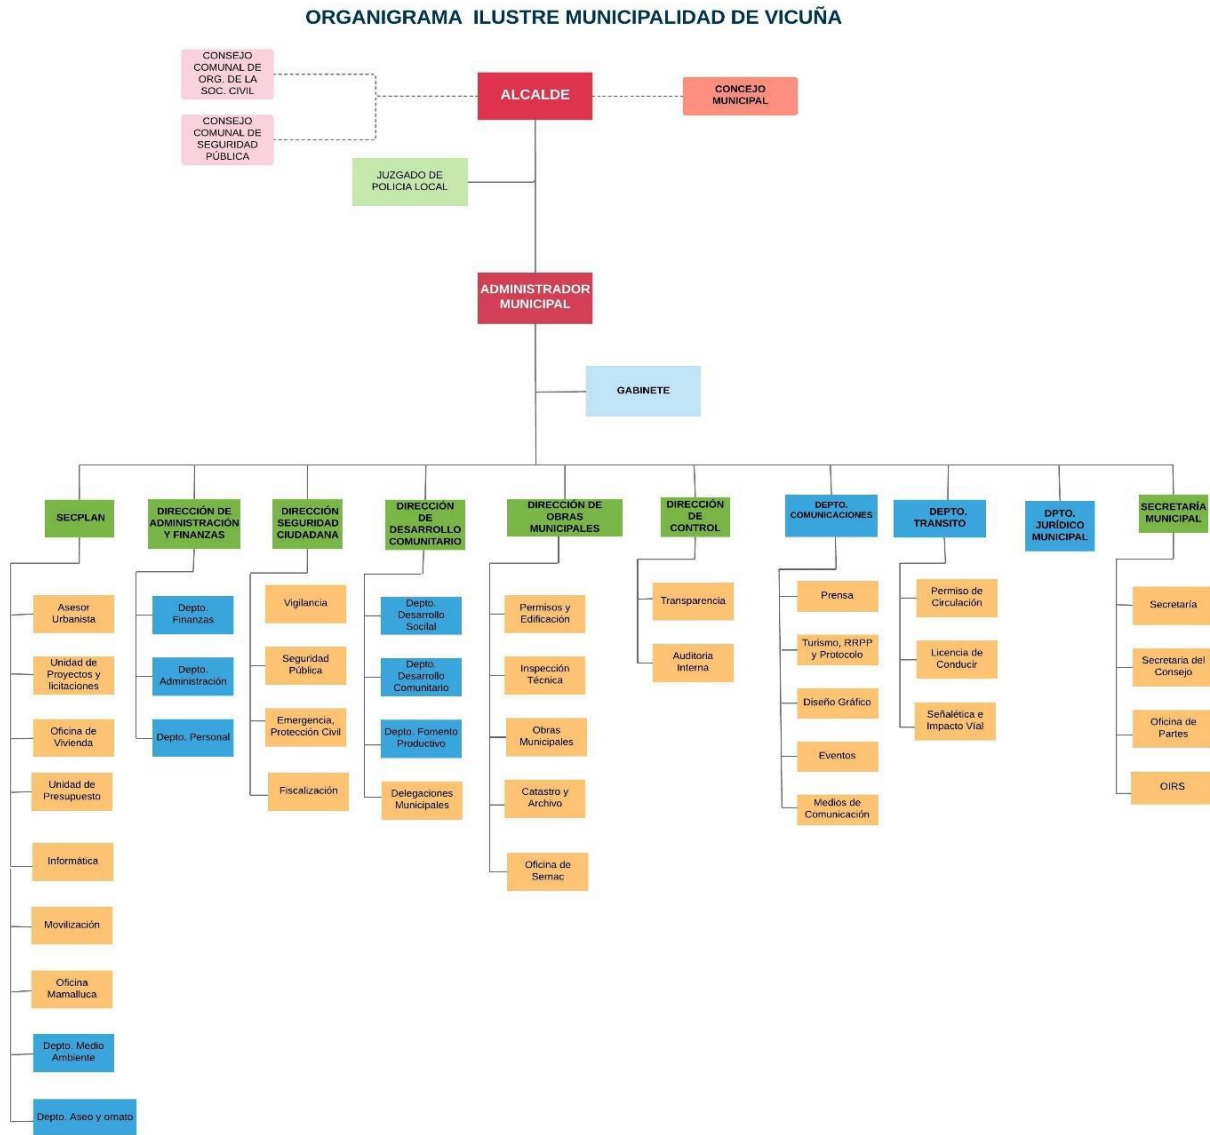 ORGANIGRAMA ILUSTRE MUNICIPALIDAD DE VICUÑA
CONSEJO
COMUNAL DE
ORG. DE LA
SOC. CIVIL
ALCALDE
CONCEJO
MUNICIPAL
CONSEJO
COMUNAL DE
SEGURIDAD
PÚBLICA
JUZGADO DE
POLICIA LOCAL
ADMINISTRADOR
MUNICIPAL
GABINETE
SECPLAN
DIRECCIÓN DE
ADMINISTRACIÓN
Y FINANZAS
DIRECCIÓN
SEGURIDAD
CIUDADANA
DIRECCIÓN
DE
DESARROLLO
COMUNITARIO
DIRECCIÓN DE
OBRAS
MUNICIPALES
DIRECCIÓN
DE
CONTROL
DEPTO.
COMUNICACIONES
DEPTO.
TRANSITO
DPTO.
JURÍDICO
MUNICIPAL
SECRETARÍA
MUNICIPAL
Asesor
Urbanista
Unidad de
Proyectos y
licitaciones
Oficina de
Vivienda
Unidad de
Presupuesto
Informática
Movilización
Oficina
Mamalluca
Depto. Medio
Ambiente
Depto. Aseo y ornato
Depto.
Finanzas
Depto.
Administración
Depto. Personal
Vigilancia
Seguridad
Pública
Emergencia,
Protección Civil
Fiscalización
Depto.
Desarrollo
Socilal
Depto.
Desarrollo
Comunitario
Depto. Fomento
Productivo
Delegaciones
Municipales
Permisos y
Edificación
Inspección
Técnica
Obras
Municipales
Catastro y
Archivo
Oficina de
Sernac
Transparencia
Auditoria
Interna
Prensa
Turismo, RRPP
y Protocolo
Diseño Gráfico
Eventos
Medios de
Comunicación
Permiso de
Circulación
Licencia de
Conducir
Señalética e
Impacto Víal
Secretaría
Secretaria del
Consejo
Oficina de
Partes
OIRS